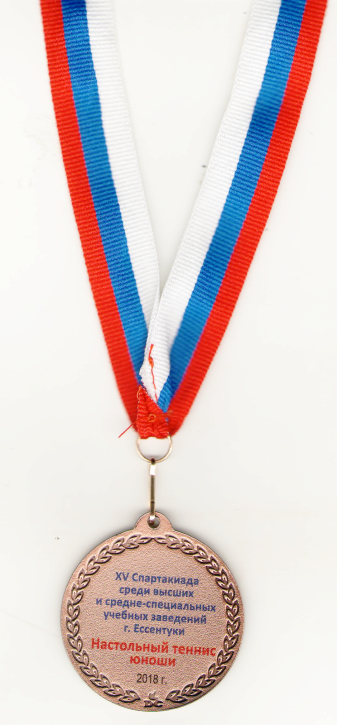 XV Спартакиада
среди высших
и средне-специальных
учебных заведений
г. Ессентуки
Настольный теннис
юноши
2018 г.